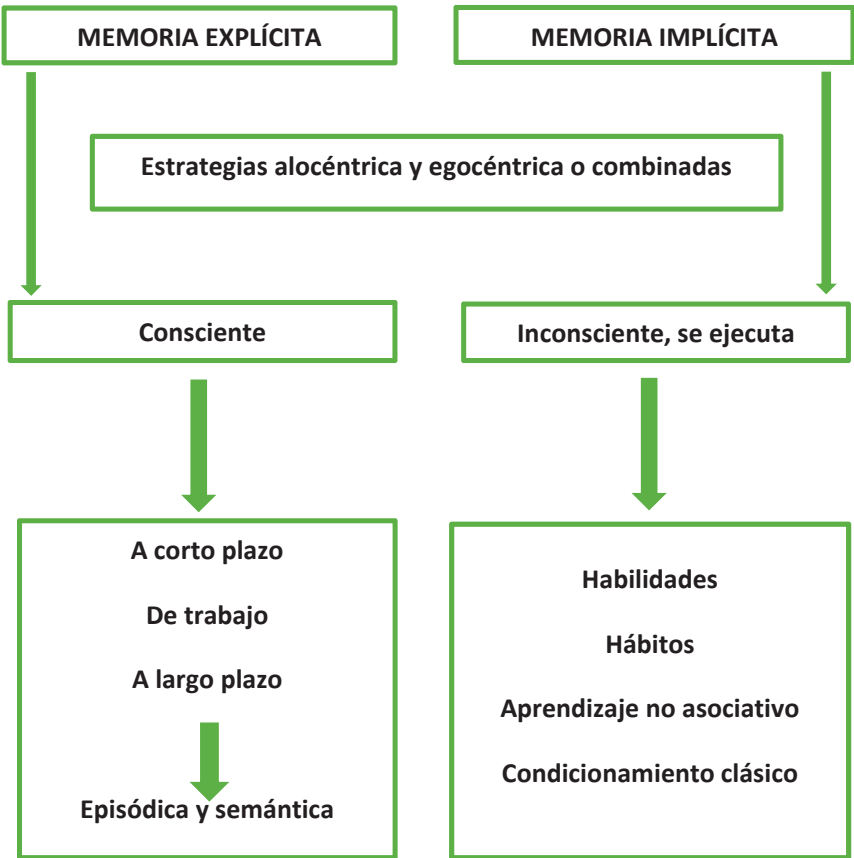 MEMORIA EXPLÍCITA
MEMORIA IMPLÍCITA
Estrategias alocéntrica y egocéntrica o combinadas
Consciente
Inconsciente, se ejecuta
A corto plazo
De trabajo
A largo plazo
Episódica y semántica
Habilidades
Hábitos
Aprendizaje no asociativo
Condicionamiento clásico